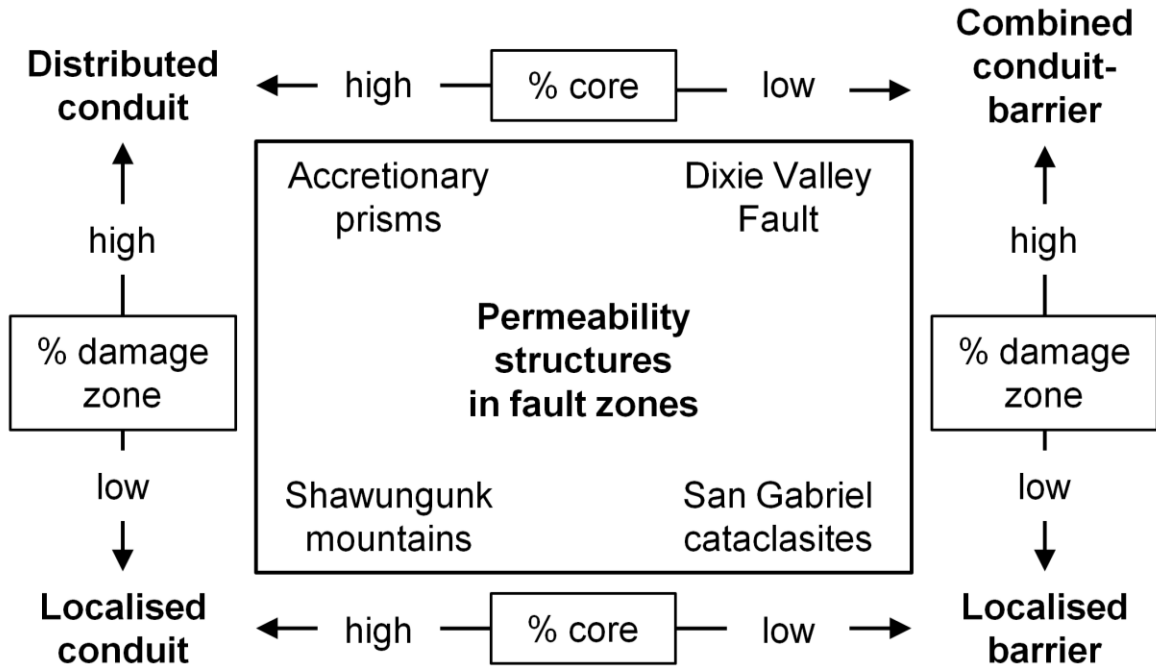 Distributed
conduit
high
% core
low
Combined
conduit-
barrier
Accretionary
prisms
Dixie Valley
Fault
high
high
% damage
zone
Permeability
structures
in fault zones
% damage
zone
low
low
Shawungunk
mountains
San Gabriel
cataclasites
Localised
conduit
high
% core
low
Localised
barrier